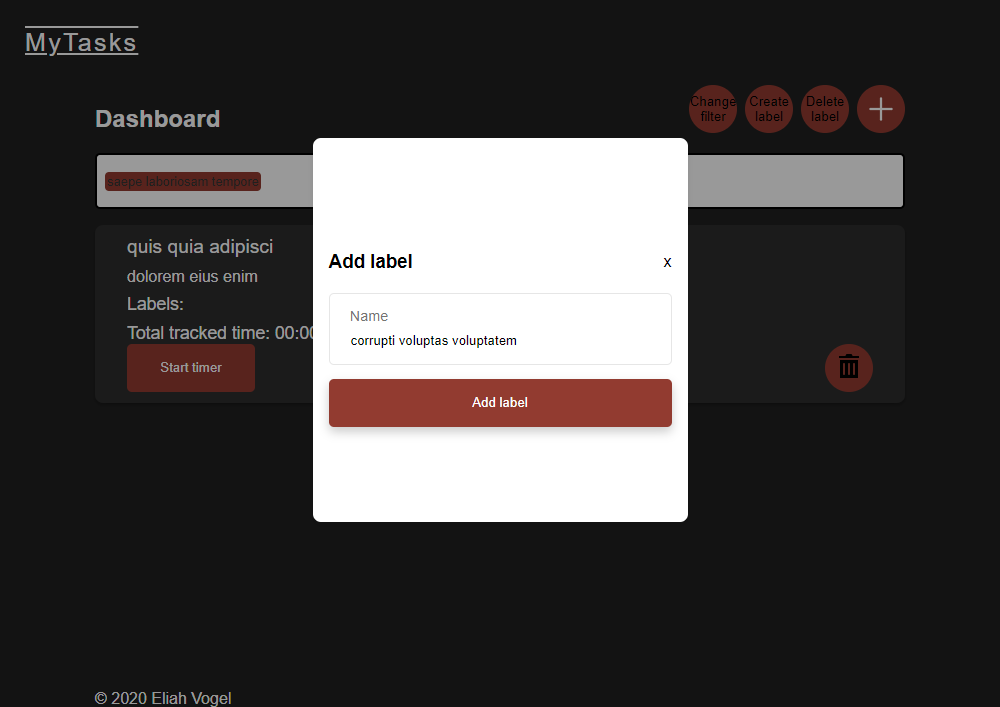 MyTasks
Dashboard
Change filter
Create label
Delete label
saepe laboriosam tempore
quis quia adipisci
dolorem eius enim
Labels:
Total tracked time: 00:00
Start timer
Add label
x
Name
corrupti voluptas voluptatem
Add label
© 2020 Eliah Vogel